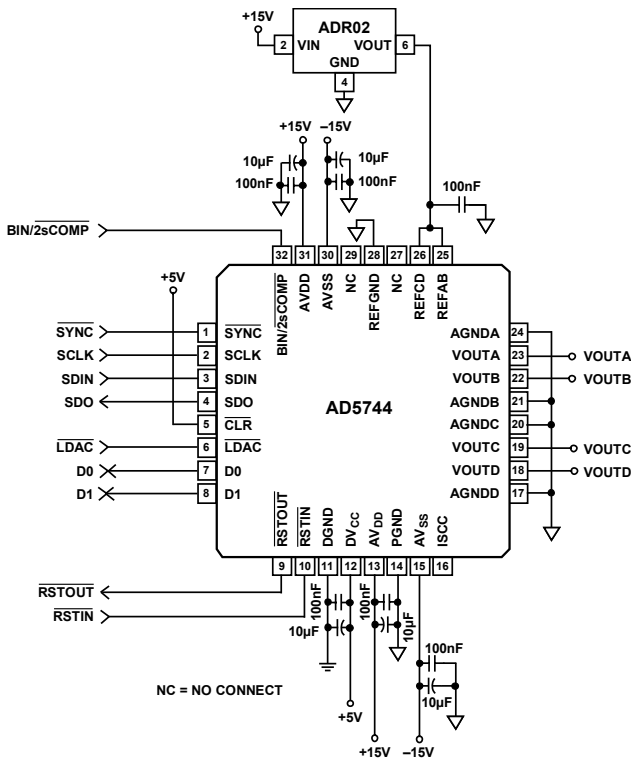 ADR02
+15V
2 VIN VOUT 6
GND
4
+15V –15V
10µF 10µF
100nF 100nF
100nF
BIN/2sCOMP
32 31 30 29 28 27 26 25
+5V
BIN/2sCOMP AVDD AVSS NC REFGND NC REFCD REFAB
SYNC 1 SYNC AGNDA 24
SCLK 2 SCLK VOUTA 23 VOUTA
SDIN 3 SDIN VOUTB 22 VOUTB
SDO 4 SDO AGNDB 21
AD5744
5 CLR AGNDC 20
LDAC 6 LDAC VOUTC 19 VOUTC
D0 7 D0 VOUTD 18 VOUTD
D1 8 D1 AGNDD 17
RSTOUT RSTIN DGND DVCC AVDD PGND AVSS ISCC
9 10 11 12 13 14 15 16
RSTOUT
RSTIN
100nF 100nF
10µF 10µF
100nF
10µF
NC = NO CONNECT
+5V
+15V –15V